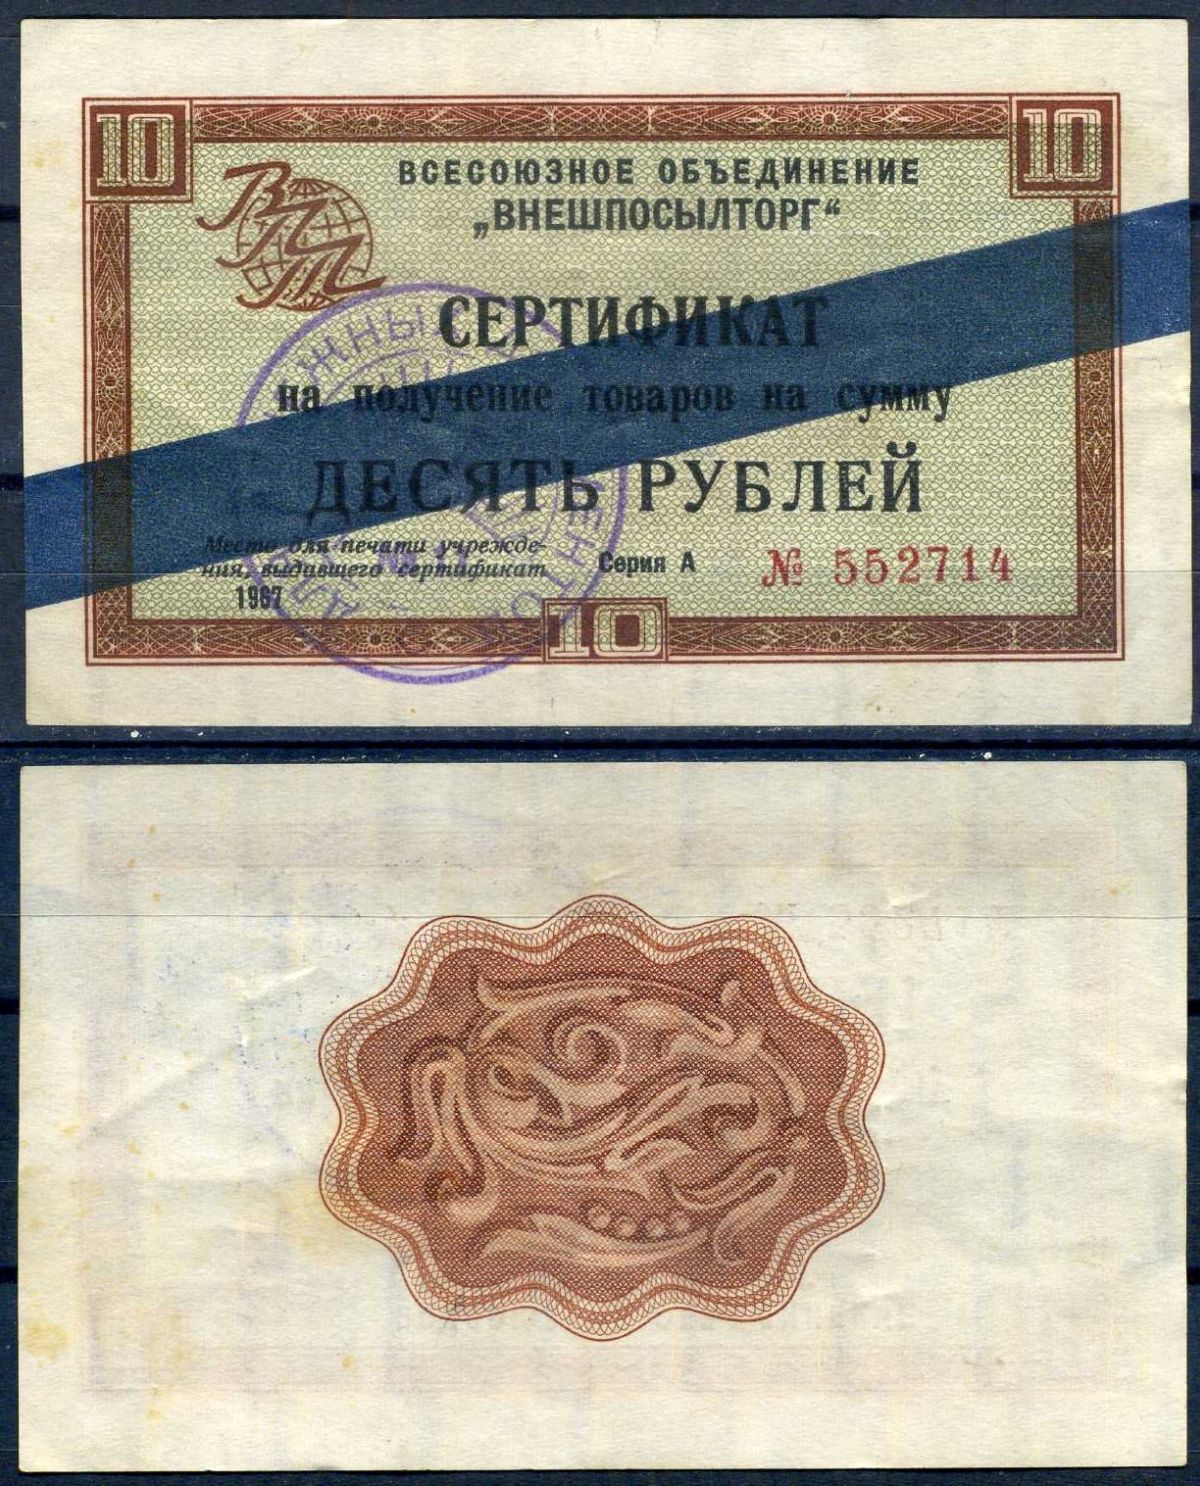 10 10
ВПТ
ВСЕСОЮЗНОЕ ОБЪЕДИНЕНИЕ
„ВНЕШПОСЫЛТОРГ“
СЕРТИФИКАТ
на получение товаров на сумму
ДЕСЯТЬ РУБЛЕЙ
Место для печати учрежде-
ния, выдавшего сертификат
Серия А № 552714
1967
10